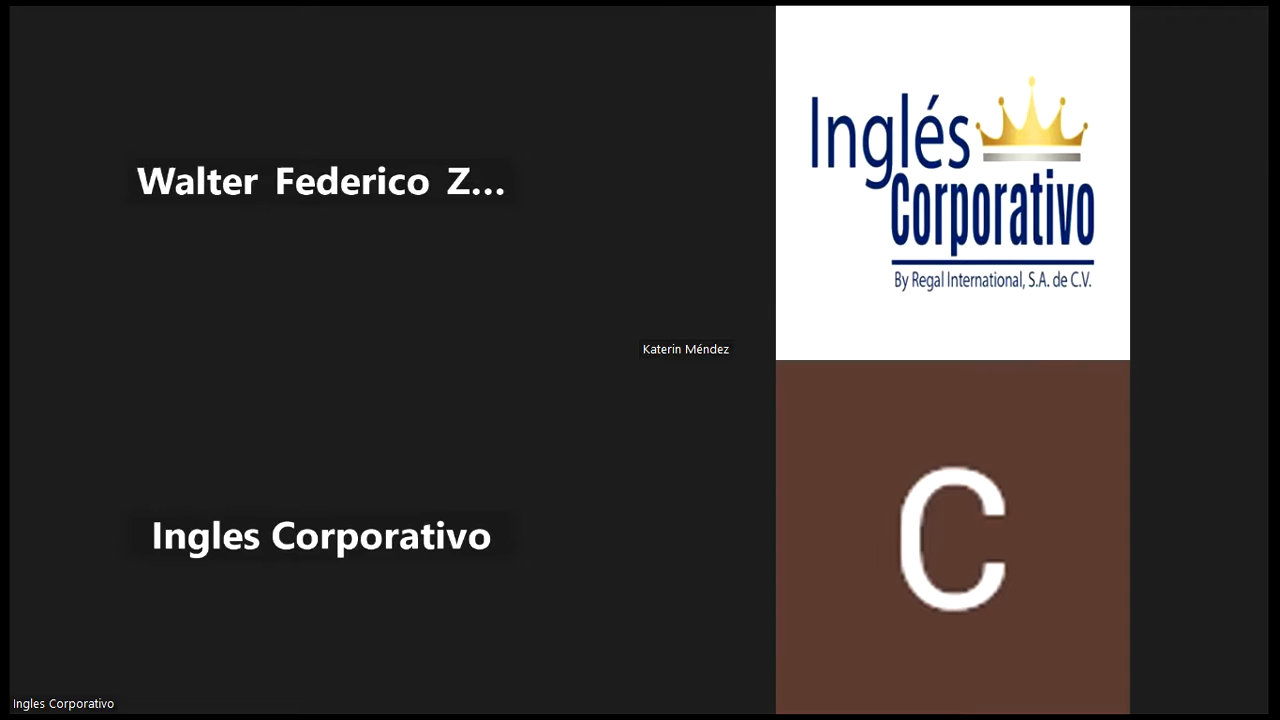 Walter Federico Z...
Inglés
Corporativo
By Regal International, S.A. de C.V.
Katerin Méndez
Ingles Corporativo
C
Ingles Corporativo